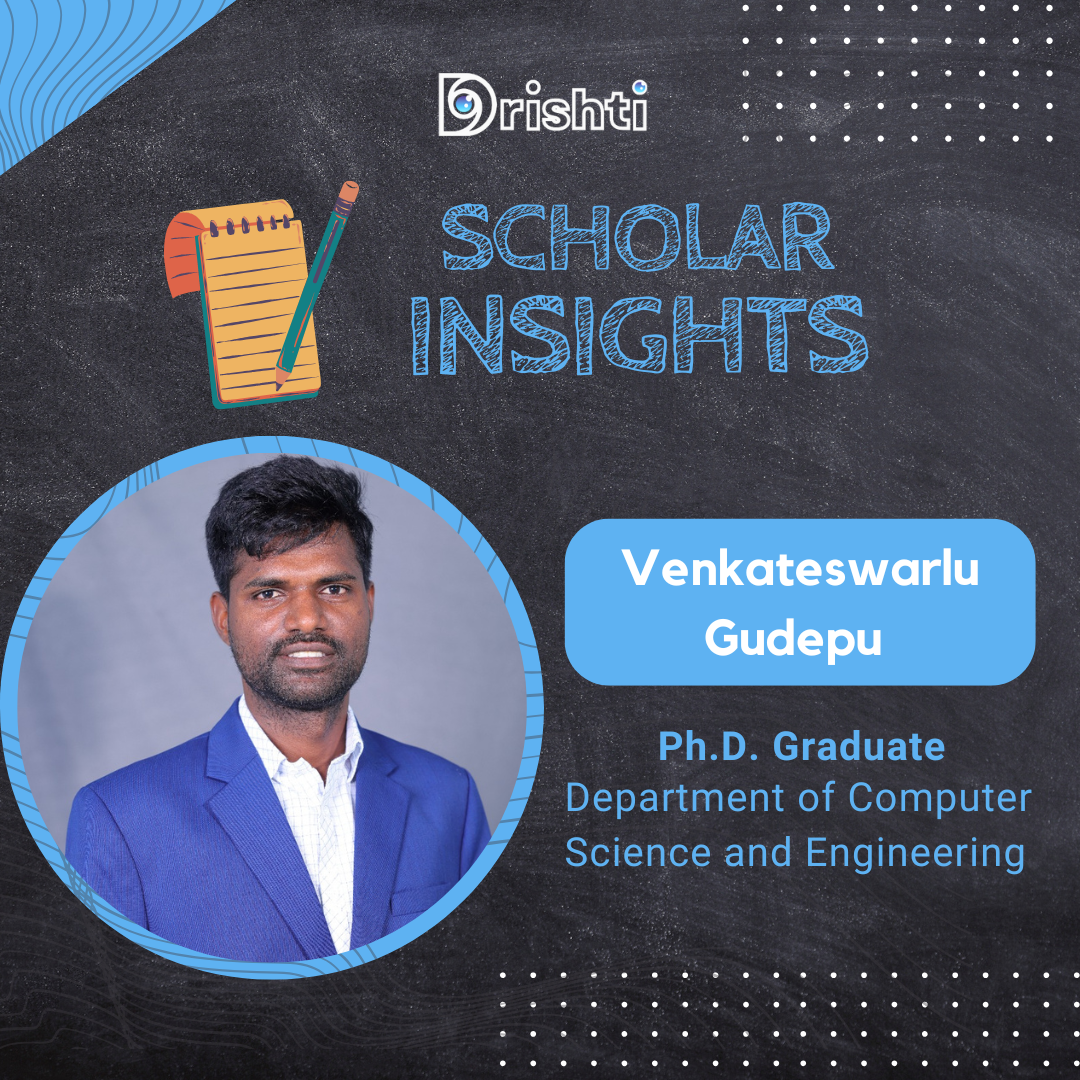 Drishti
SCHOLAR
INSIGHTS
Venkateswarlu
Gudepu
Ph.D. Graduate
Department of Computer
Science and Engineering